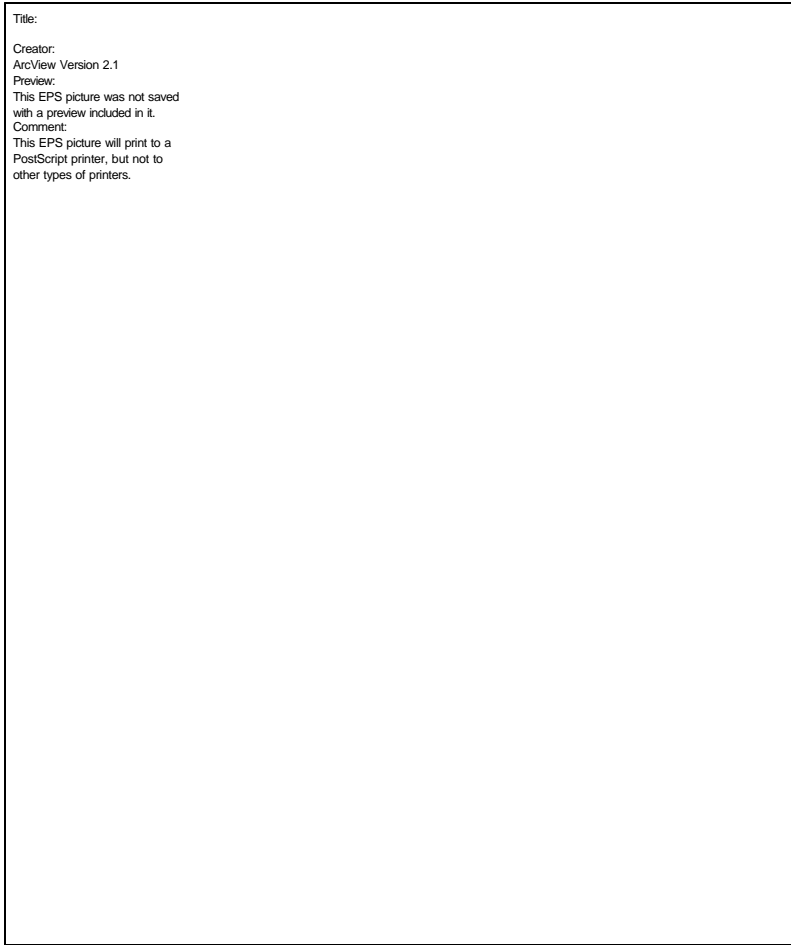 Title:
Creator:
ArcView Version 2.1
Preview:
This EPS picture was not saved
with a preview included in it.
Comment:
This EPS picture will print to a
PostScript printer, but not to
other types of printers.